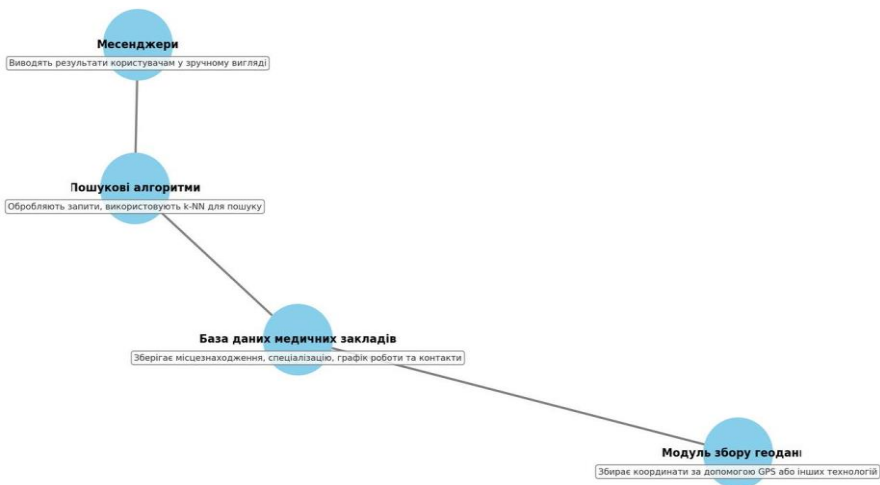 Месенджери
Виводять результати користувачам у зручному вигляді
Пошукові алгоритми
Обробляють запити, використовують k-NN для пошуку
База даних медичних закладів
Зберігає місцезнаходження, спеціалізацію, графік роботи та контакти
Модуль збору геодані
Збирає координати за допомогою GPS або інших технологій